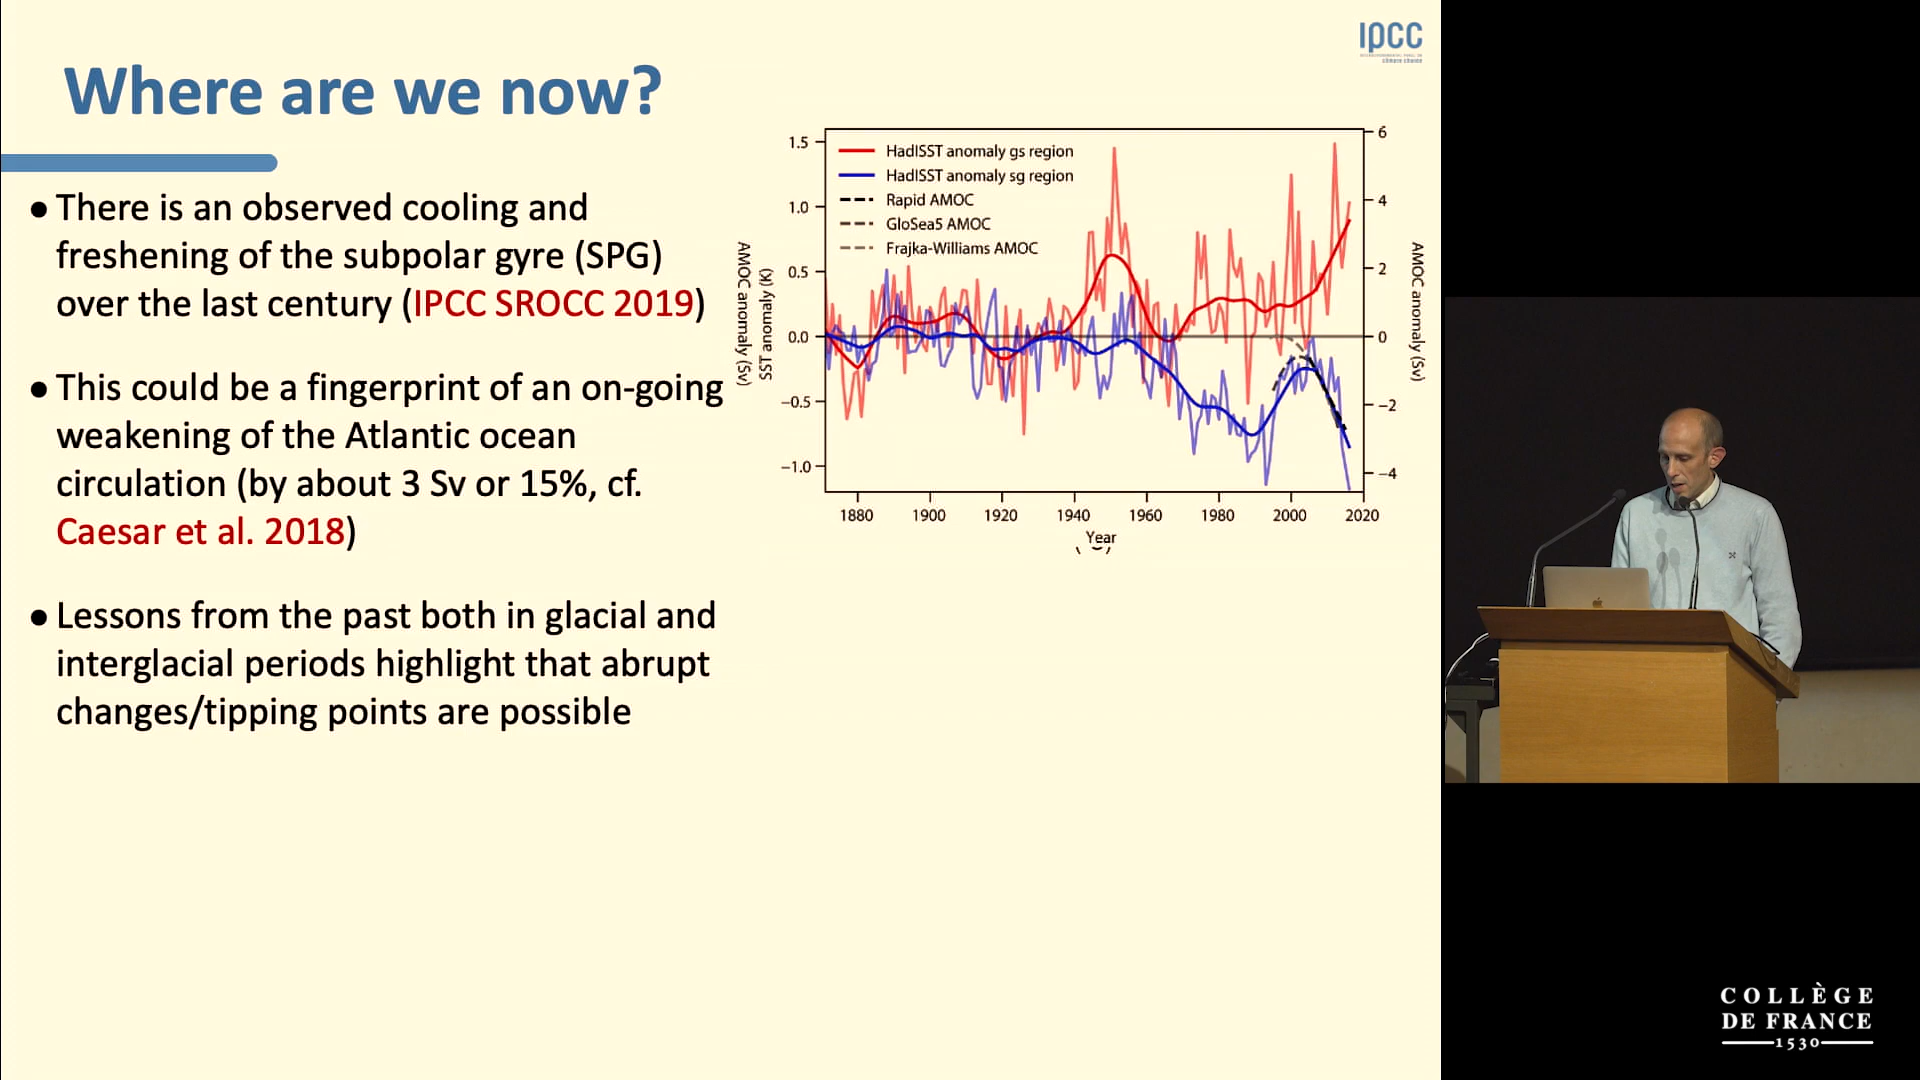 ipcc
climate change
Where are we now?
● There is an observed cooling and
freshening of the subpolar gyre (SPG)
over the last century (IPCC SROCC 2019)
● This could be a fingerprint of an on-going
weakening of the Atlantic ocean
circulation (by about 3 Sv or 15%, cf.
Caesar et al. 2018)
● Lessons from the past both in glacial and
interglacial periods highlight that abrupt
changes/tipping points are possible
HadISST anomaly gs region
HadISST anomaly sg region
Rapid AMOC
GloSea5 AMOC
Frajka-Williams AMOC
AMOC anomaly (Sv)
SST anomaly (K)
1.5
1.0
0.5
0.0
−0.5
−1.0
6
4
2
0
−2
−4
AMOC anomaly (Sv)
1880 1900 1920 1940 1960 1980 2000 2020
Year
COLLÈGE
DE FRANCE
1530